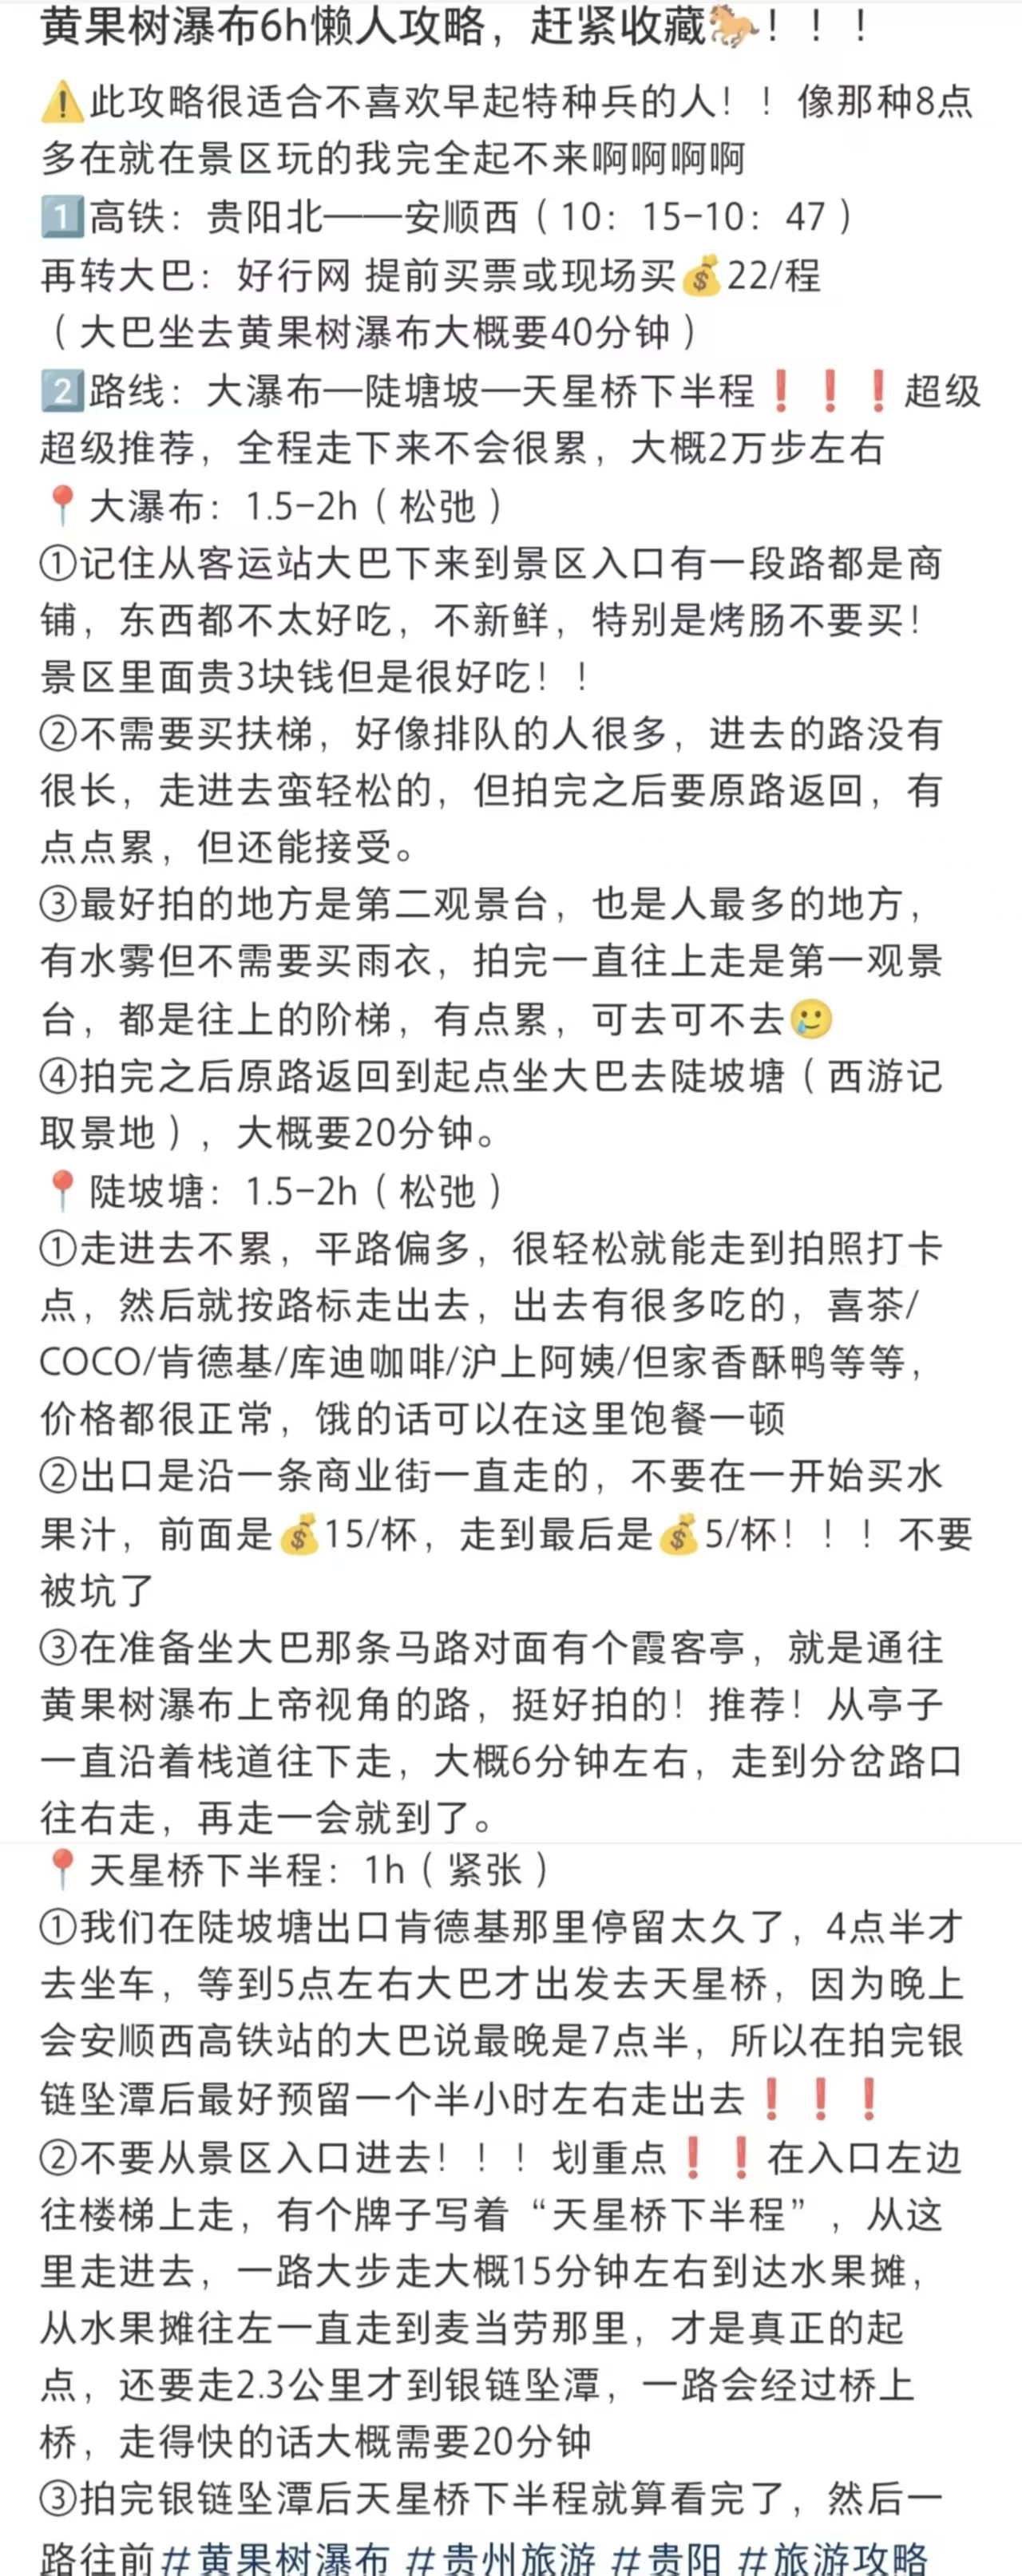 黄果树瀑布6h懒人攻略，赶紧收藏🐎！！！
⚠️此攻略很适合不喜欢早起特种兵的人！！像那种8点
多在就在景区玩的我完全起不来啊啊啊啊
1️⃣高铁：贵阳北——安顺西（10：15-10：47）
再转大巴：好行网 提前买票或现场买💰22/程
（大巴坐去黄果树瀑布大概要40分钟）
2️⃣路线：大瀑布—陡塘坡—天星桥下半程❗❗❗超级
超级推荐，全程走下来不会很累，大概2万步左右
📍大瀑布：1.5-2h（松弛）
①记住从客运站大巴下来到景区入口有一段路都是商
铺，东西都不太好吃，不新鲜，特别是烤肠不要买！
景区里面贵3块钱但是很好吃！！
②不需要买扶梯，好像排队的人很多，进去的路没有
很长，走进去蛮轻松的，但拍完之后要原路返回，有
点点累，但还能接受。
③最好拍的地方是第二观景台，也是人最多的地方，
有水雾但不需要买雨衣，拍完一直往上走是第一观景
台，都是往上的阶梯，有点累，可去可不去🥲
④拍完之后原路返回到起点坐大巴去陡坡塘（西游记
取景地），大概要20分钟。
📍陡坡塘：1.5-2h（松弛）
①走进去不累，平路偏多，很轻松就能走到拍照打卡
点，然后就按路标走出去，出去有很多吃的，喜茶/
COCO/肯德基/库迪咖啡/沪上阿姨/但家香酥鸭等等，
价格都很正常，饿的话可以在这里饱餐一顿
②出口是沿一条商业街一直走的，不要在一开始买水
果汁，前面是💰15/杯，走到最后是💰5/杯！！！不要
被坑了
③在准备坐大巴那条马路对面有个霞客亭，就是通往
黄果树瀑布上帝视角的路，挺好拍的！推荐！从亭子
一直沿着栈道往下走，大概6分钟左右，走到分岔路口
往右走，再走一会就到了。
📍天星桥下半程：1h（紧张）
①我们在陡坡塘出口肯德基那里停留太久了，4点半才
去坐车，等到5点左右大巴才出发去天星桥，因为晚上
会安顺西高铁站的大巴说最晚是7点半，所以在拍完银
链坠潭后最好预留一个半小时左右走出去❗❗❗
②不要从景区入口进去！！！划重点❗❗在入口左边
往楼梯上走，有个牌子写着“天星桥下半程”，从这
里走进去，一路大步走大概15分钟左右到达水果摊，
从水果摊往左一直走到麦当劳那里，才是真正的起
点，还要走2.3公里才到银链坠潭，一路会经过桥上
桥，走得快的话大概需要20分钟
③拍完银链坠潭后天星桥下半程就算看完了，然后一
路往前#黄果树瀑布 #贵州旅游 #贵阳 #旅游攻略